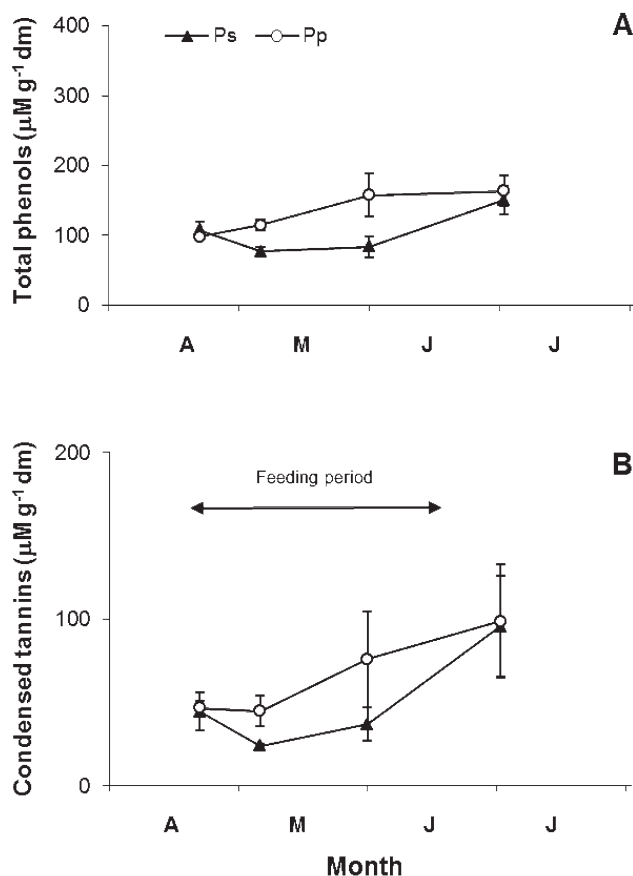 A
Ps Pp
Total phenols (µM g⁻¹ dm)
400
300
200
100
0
A M J J
B
Feeding period
Condensed tannins (µM g⁻¹ dm)
200
100
0
A M J J
Month